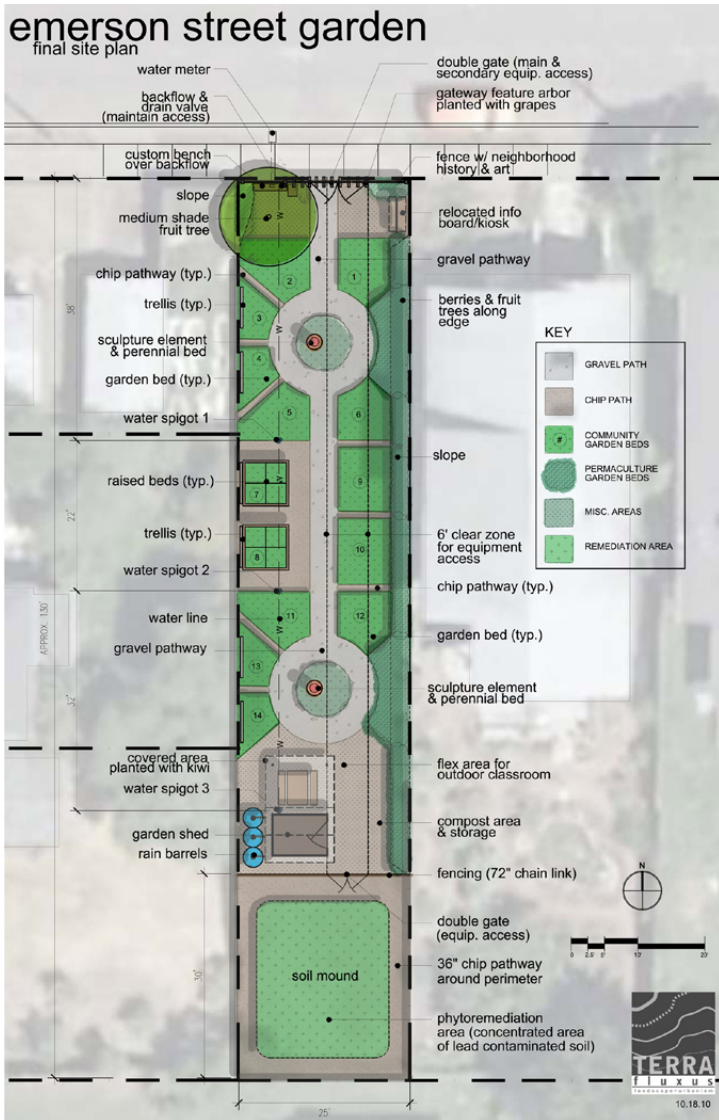 emerson street garden
final site plan
water meter
backflow &
drain valve
(maintain access)
custom bench
over backflow
slope
medium shade
fruit tree
chip pathway (typ.)
trellis (typ.)
sculpture element
& perennial bed
garden bed (typ.)
water spigot 1
raised beds (typ.)
trellis (typ.)
water spigot 2
water line
gravel pathway
covered area
planted with kiwi
water spigot 3
garden shed
rain barrels
double gate (main &
secondary equip. access)
gateway feature arbor
planted with grapes
fence w/ neighborhood
history & art
relocated info
board/kiosk
gravel pathway
berries & fruit
trees along
edge
slope
6' clear zone
for equipment
access
chip pathway (typ.)
garden bed (typ.)
sculpture element
& perennial bed
flex area for
outdoor classroom
compost area
& storage
fencing (72" chain link)
double gate
(equip. access)
36" chip pathway
around perimeter
phytoremediation
area (concentrated area
of lead contaminated soil)
KEY
GRAVEL PATH
CHIP PATH
#
COMMUNITY
GARDEN BEDS
PERMACULTURE
GARDEN BEDS
MISC. AREAS
REMEDIATION AREA
W
2
1
3
W
4
5
6
7
9
8
10
11
12
W
13
14
W
soil mound
38'
22'
APPROX. 130'
32'
30'
25'
N
0 2.5' 5' 10' 20'
TERRA
fluxus
landscapeurbanism
10.18.10